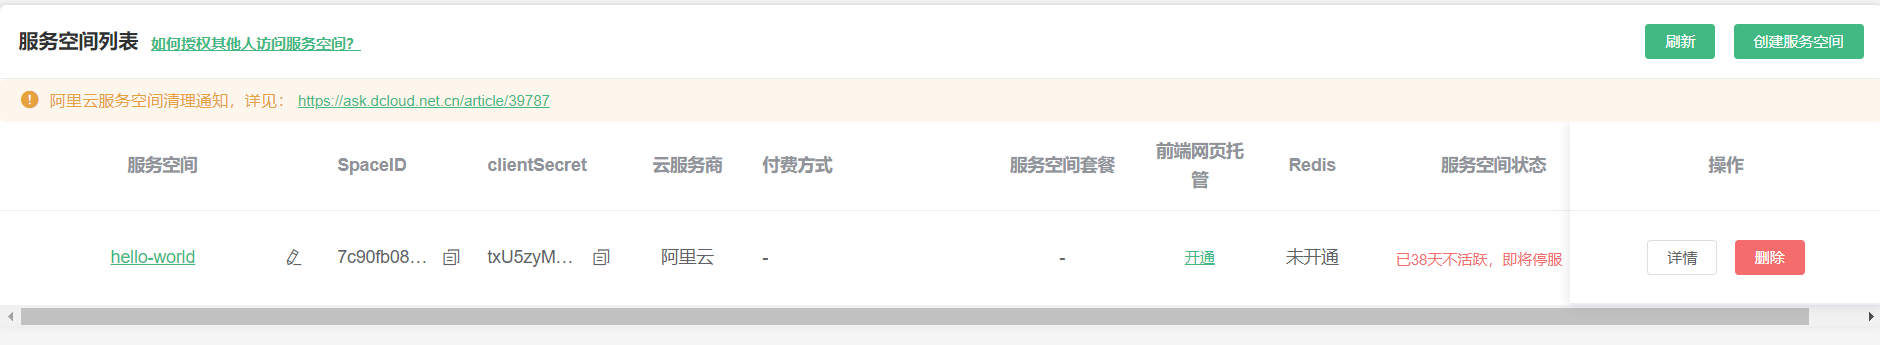 服务空间列表 如何授权其他人访问服务空间？
刷新 创建服务空间
阿里云服务空间清理通知，详见： https://ask.dcloud.net.cn/article/39787
服务空间 SpaceID clientSecret 云服务商 付费方式 服务空间套餐 前端网页托管 Redis 服务空间状态 操作
hello-world 7c90fb08... txU5zyM... 阿里云 - - 开通 未开通 已38天不活跃，即将停服 详情 删除